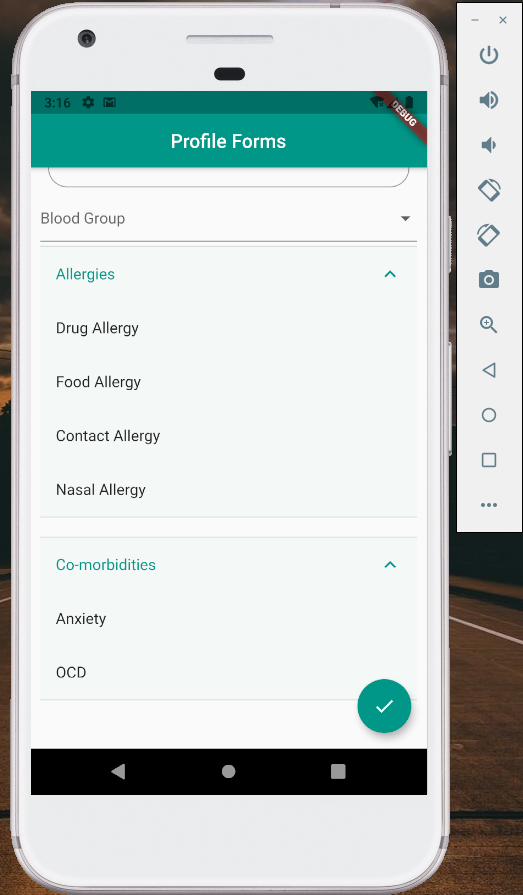 3:16
DEBUG
Profile Forms
Blood Group
Allergies
Drug Allergy
Food Allergy
Contact Allergy
Nasal Allergy
Co-morbidities
Anxiety
OCD